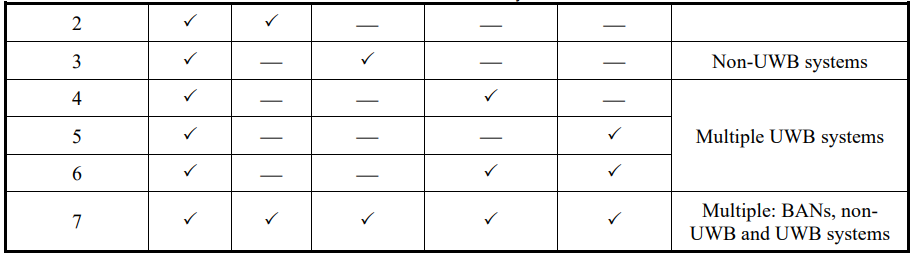 2 ✓ ✓ — — —
3 ✓ — ✓ — — Non-UWB systems
4 ✓ — — ✓ —
5 ✓ — — — ✓ Multiple UWB systems
6 ✓ — — ✓ ✓
7 ✓ ✓ ✓ ✓ ✓ Multiple: BANs, non-
UWB and UWB systems